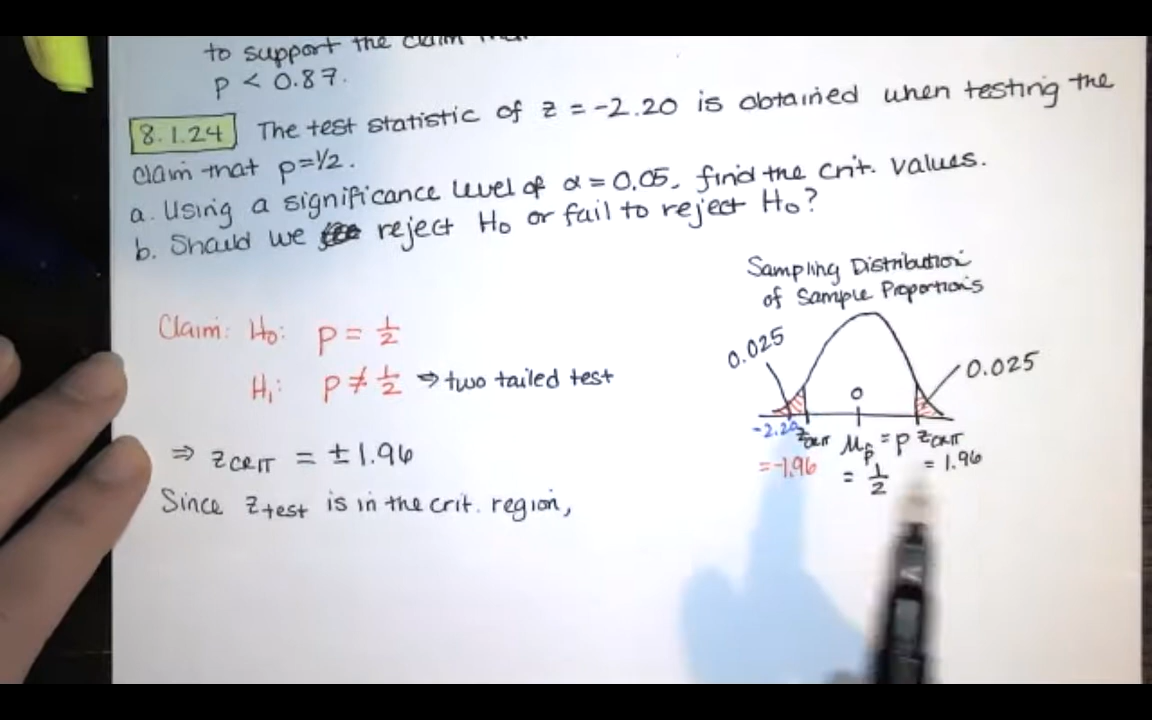 to support the claim that
p < 0.87.
8.1.24 The test statistic of z = -2.20 is obtained when testing the
claim that p=1/2.
a. Using a significance level of α = 0.05, find the crit. values.
b. Should we reject H₀ or fail to reject H₀?
Sampling Distribution
of Sample Proportions
0.025
0.025
Claim: H₀: p = 1/2
H₁: p ≠ 1/2 ⇒ two tailed test
0
-2.20 zCRIT μp̂ = p zCRIT
= -1.96 = 1/2 = 1.96
⇒ zCRIT = ± 1.96
Since ztest is in the crit. region,